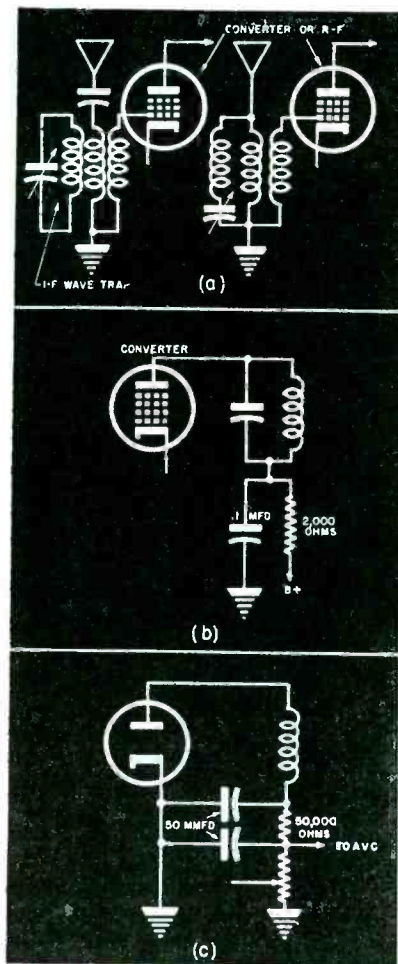 CONVERTER OR R-F
I-F WAVE TRAP
(a)
CONVERTER
.1 MFD
2,000
OHMS
B+
(b)
50 MMFD
50,000
OHMS
TO AVC
(c)